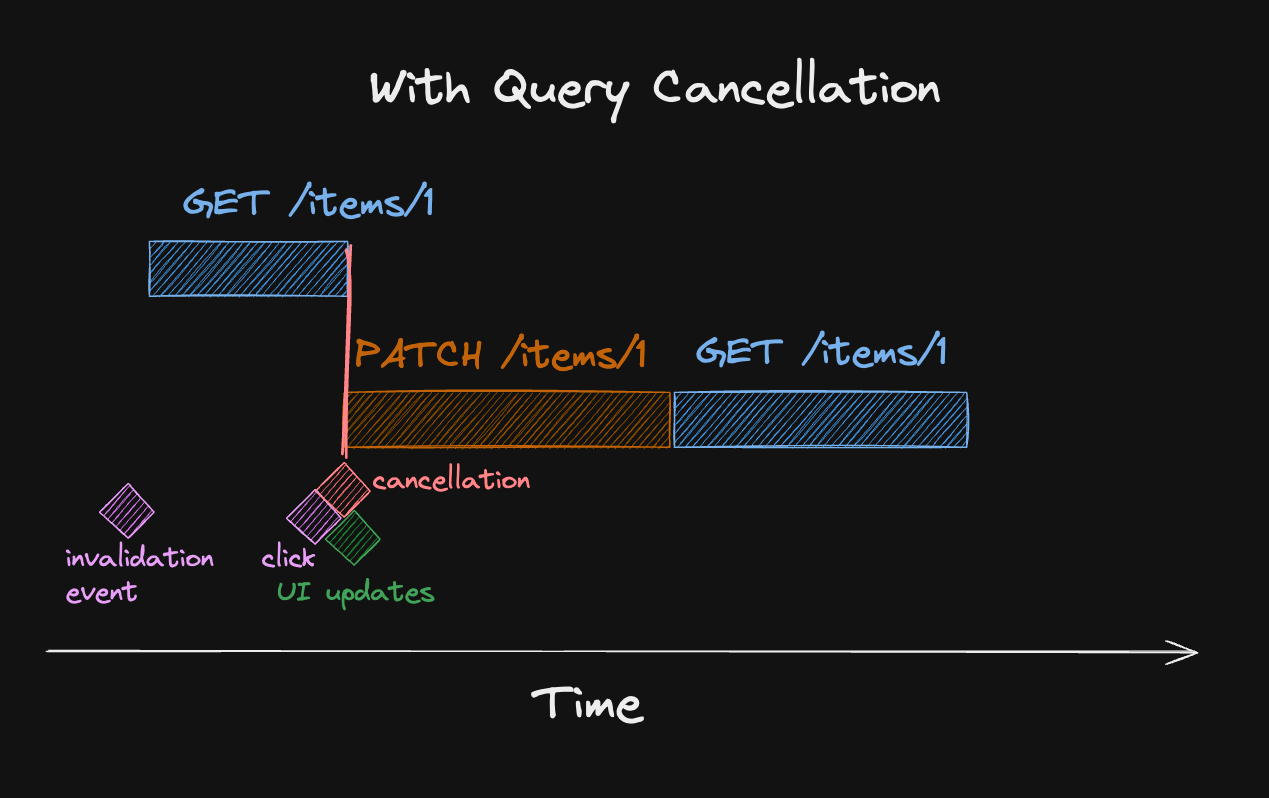 With Query Cancellation
GET /items/1
PATCH /items/1
GET /items/1
cancellation
invalidation
event
click
UI updates
Time